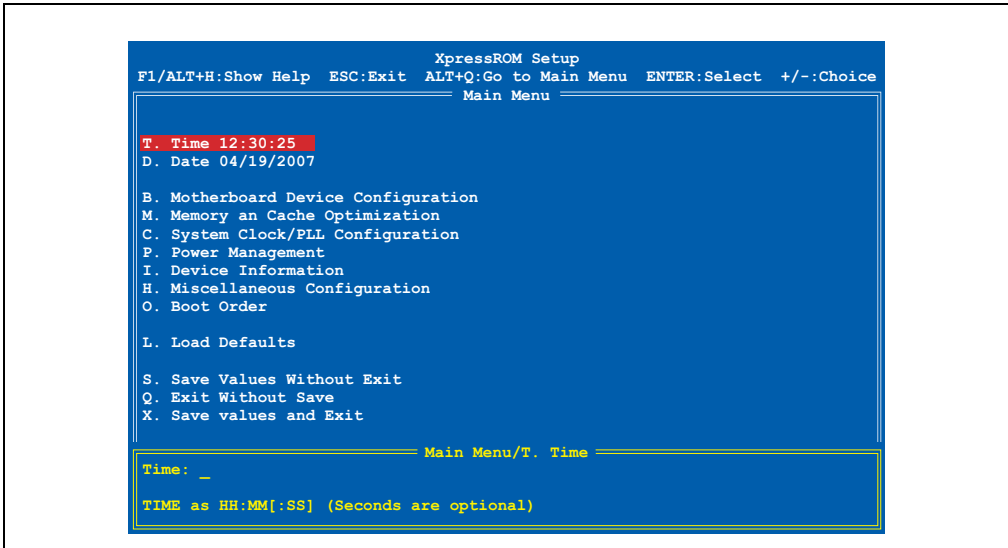 XpressROM Setup
F1/ALT+H:Show Help ESC:Exit ALT+Q:Go to Main Menu ENTER:Select +/-:Choice
Main Menu
T. Time 12:30:25
D. Date 04/19/2007
B. Motherboard Device Configuration
M. Memory an Cache Optimization
C. System Clock/PLL Configuration
P. Power Management
I. Device Information
H. Miscellaneous Configuration
O. Boot Order
L. Load Defaults
S. Save Values Without Exit
Q. Exit Without Save
X. Save values and Exit
Main Menu/T. Time
Time: _
TIME as HH:MM[:SS] (Seconds are optional)